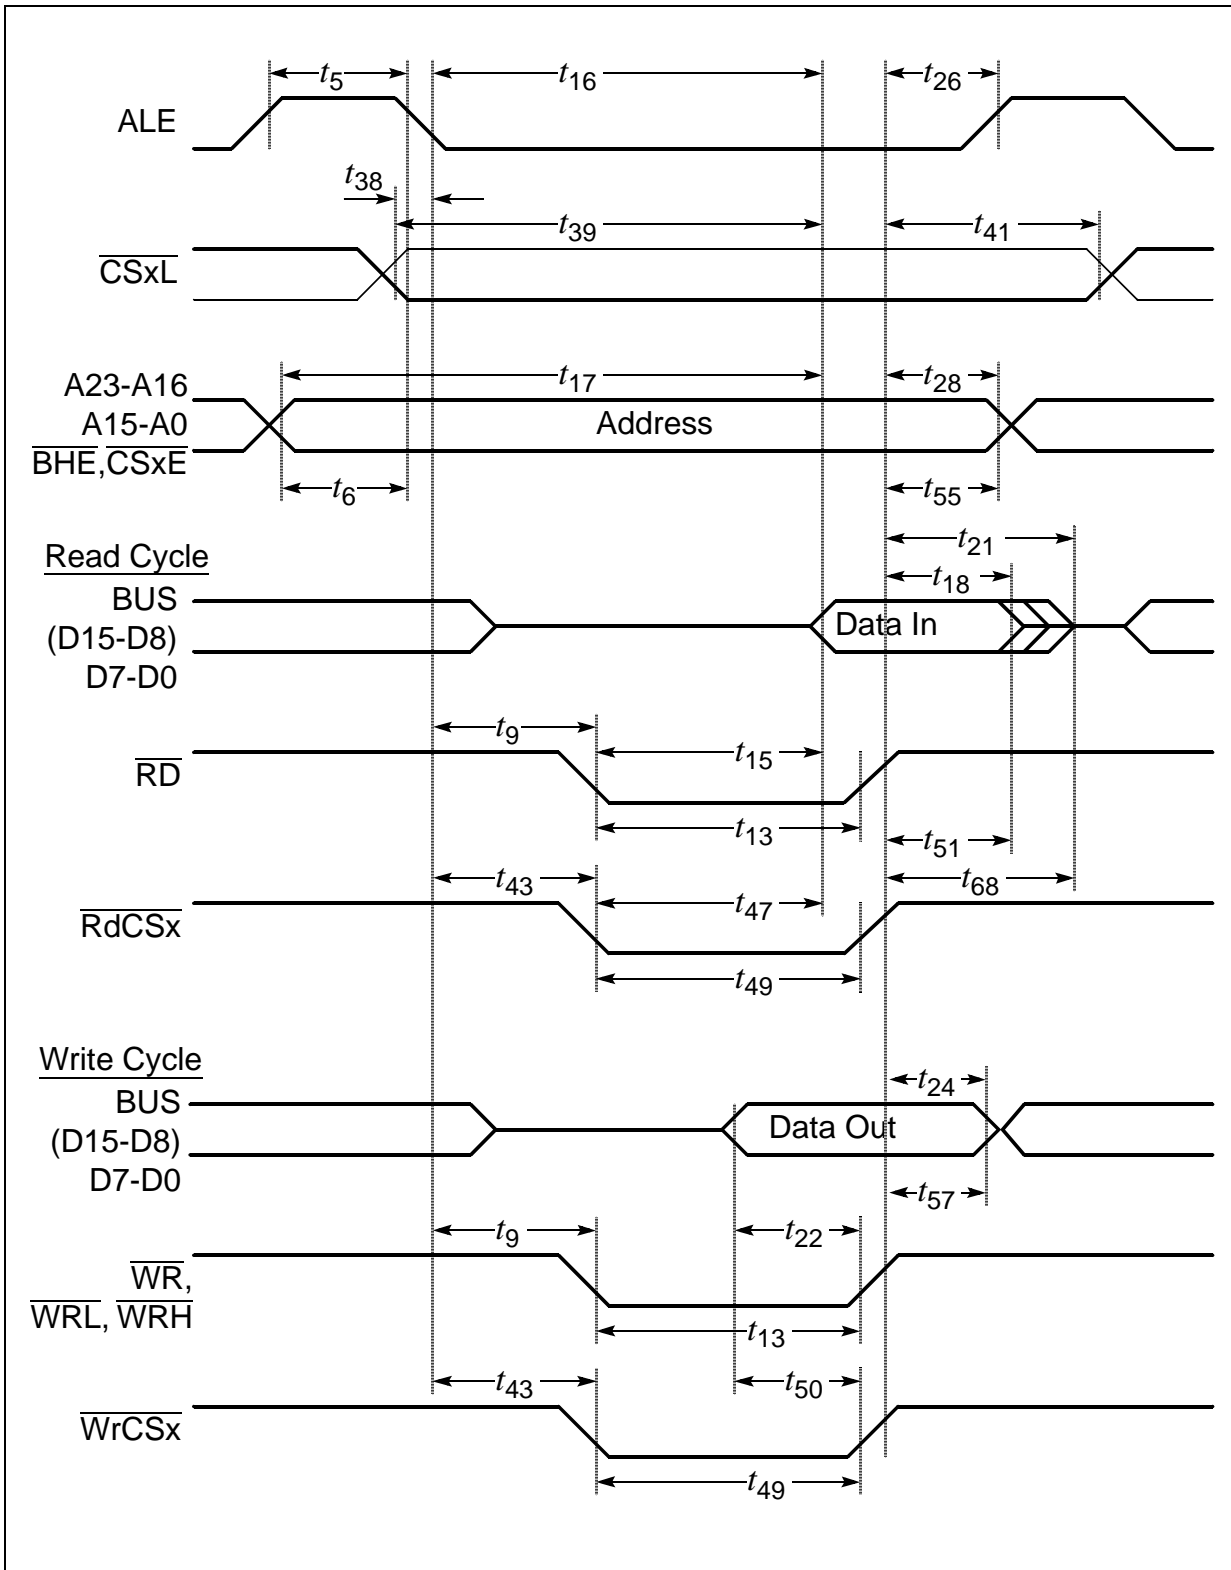 t5 t16 t26
ALE
t38
t39 t41
CSxL
A23-A16
t17 t28
A15-A0
Address
BHE,CSxE
t6 t55
t21
Read Cycle
t18
BUS
Data In
(D15-D8)
D7-D0
t9
t15
RD
t13
t51
t43 t68
t47
RdCSx
t49
Write Cycle
t24
BUS
Data Out
(D15-D8)
D7-D0
t57
t9 t22
WR,
WRL, WRH
t13
t43 t50
WrCSx
t49